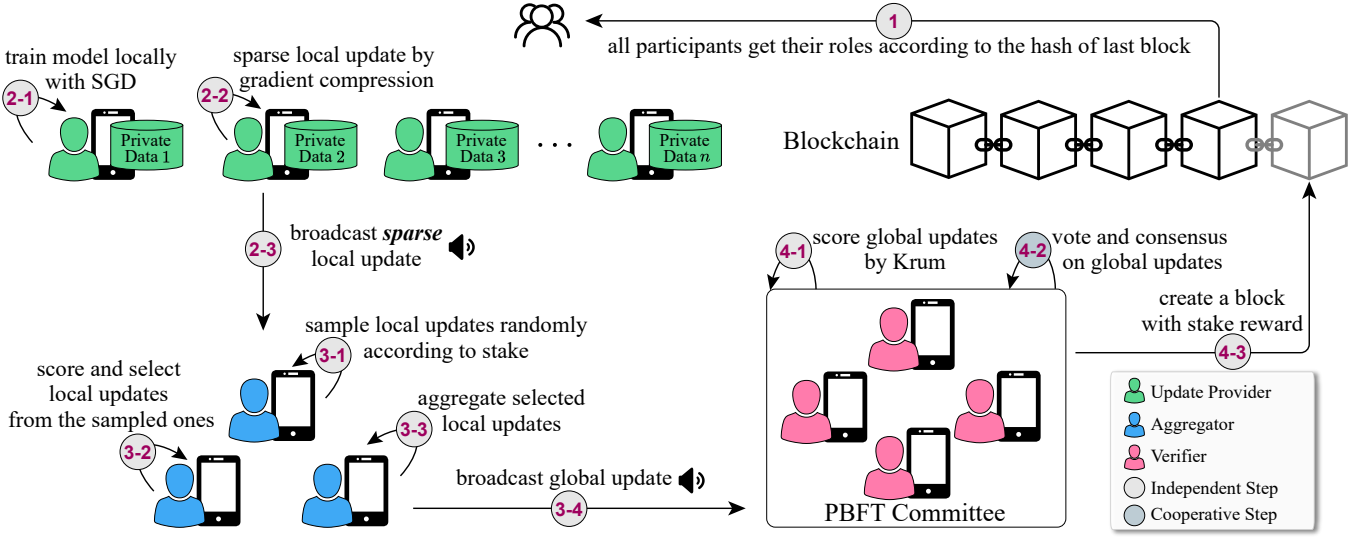 1
all participants get their roles according to the hash of last block
train model locally
with SGD
2-1
sparse local update by
gradient compression
2-2
Private
Data 1
Private
Data 2
Private
Data 3
. . .
Private
Data n
Blockchain
2-3
broadcast sparse
local update
4-1
score global updates
by Krum
4-2
vote and consensus
on global updates
create a block
with stake reward
4-3
sample local updates randomly
according to stake
3-1
score and select
local updates
from the sampled ones
3-2
aggregate selected
local updates
3-3
broadcast global update
3-4
PBFT Committee
Update Provider
Aggregator
Verifier
Independent Step
Cooperative Step